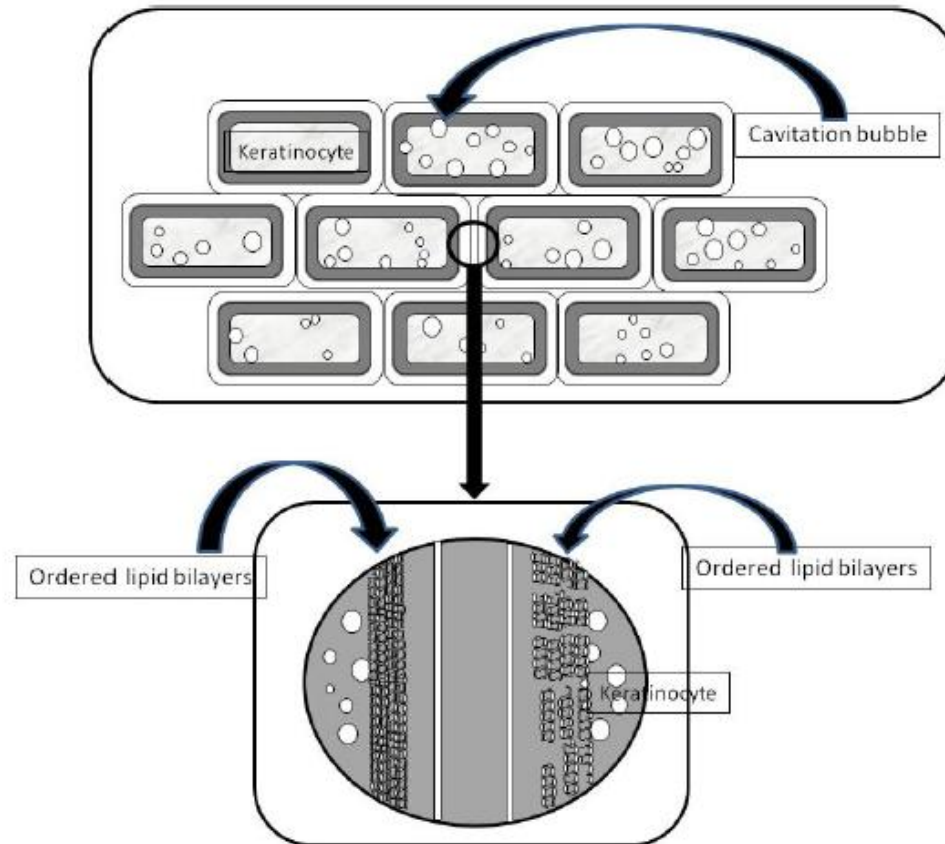 Keratinocyte
Cavitation bubble
Ordered lipid bilayers
Ordered lipid bilayers
Keratinocyte